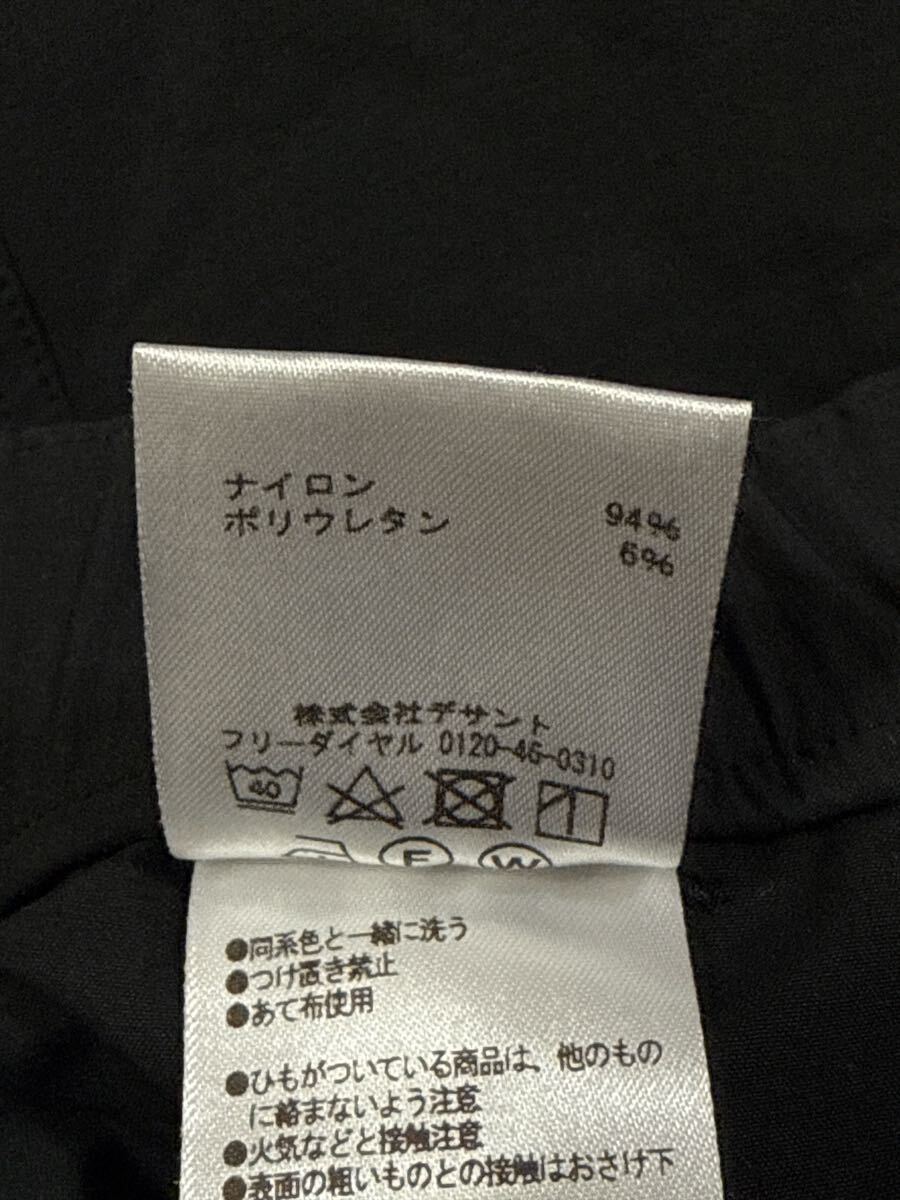 ナイロン 94%
ポリウレタン 6%
株式会社デサント
フリーダイヤル 0120-46-0310
40
F W
●同系色と一緒に洗う
●つけ置き禁止
●あて布使用
●ひもがついている商品は、他のもの
に絡まないよう注意
●火気などと接触注意
●表面の粗いものとの接触はおさけ下